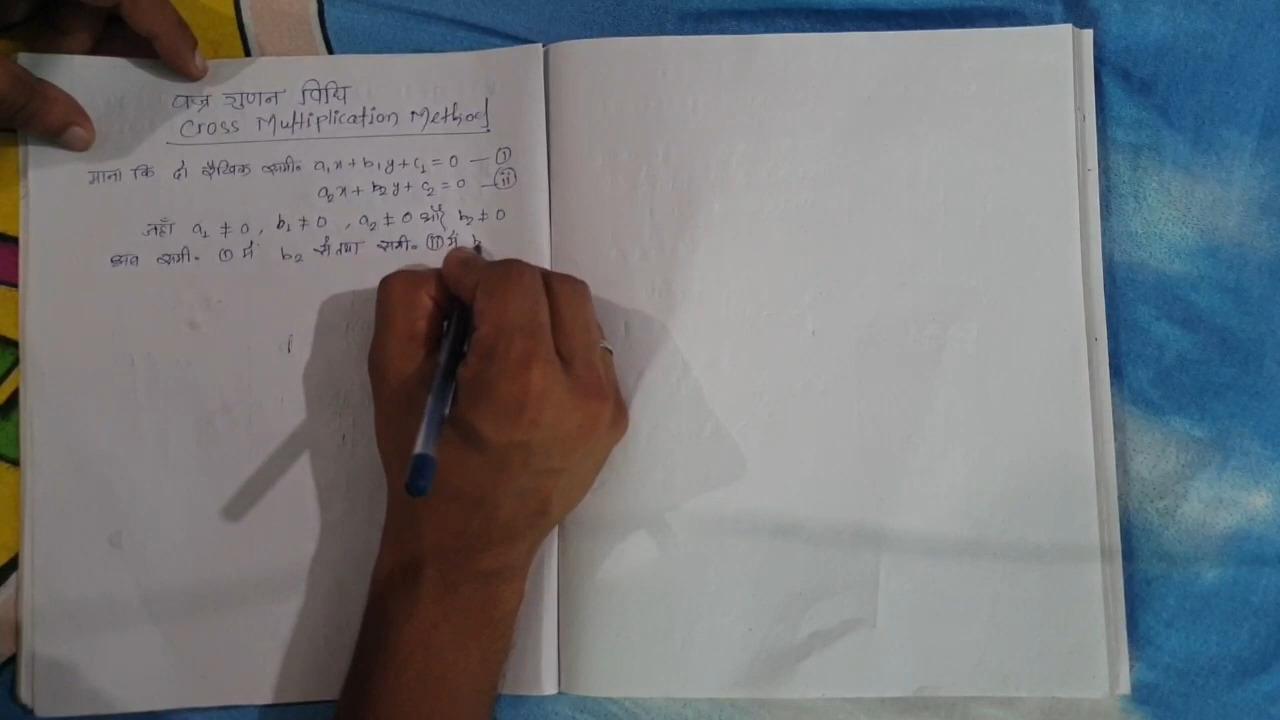 वज्र गुणन विधि
Cross Multiplication Method
माना कि दो रैखिक समी॰ a₁x + b₁y + c₁ = 0 — ⓘ
a₂x + b₂y + c₂ = 0 — ⓘⓘ
जहाँ a₁ ≠ 0, b₁ ≠ 0, a₂ ≠ 0 और b₂ ≠ 0
अब समी॰ ⓘ में b₂ से तथा समी॰ ⓘⓘ में b